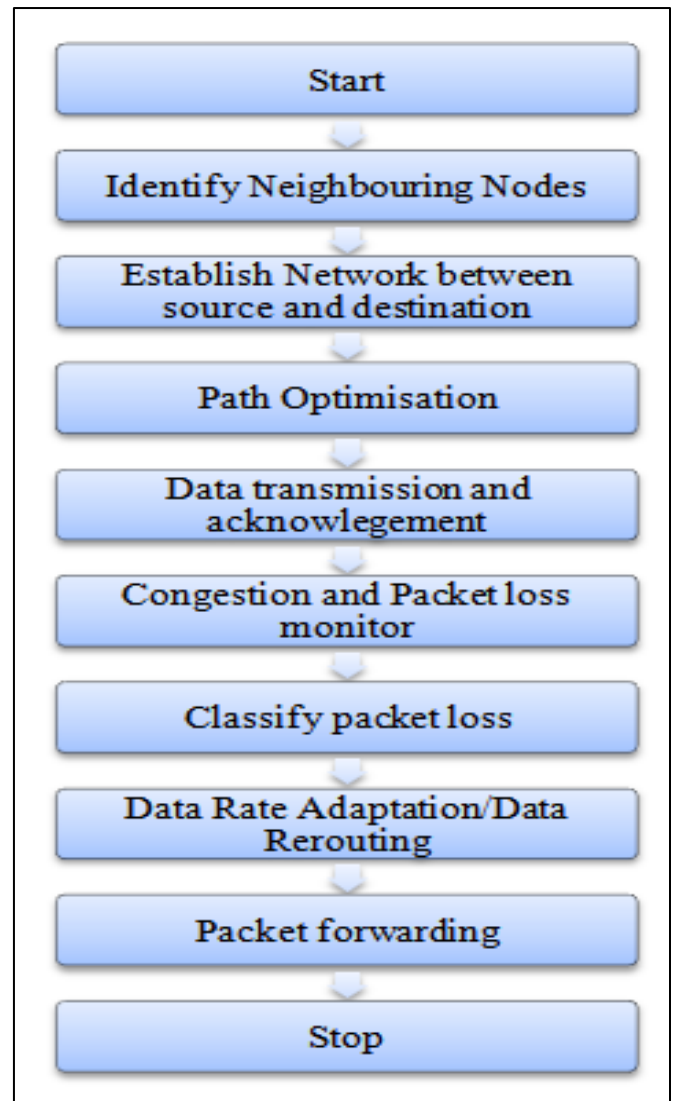 Start
Identify Neighbouring Nodes
Establish Network between
source and destination
Path Optimisation
Data transmission and
acknowlegement
Congestion and Packet loss
monitor
Classify packet loss
Data Rate Adaptation/Data
Rerouting
Packet forwarding
Stop